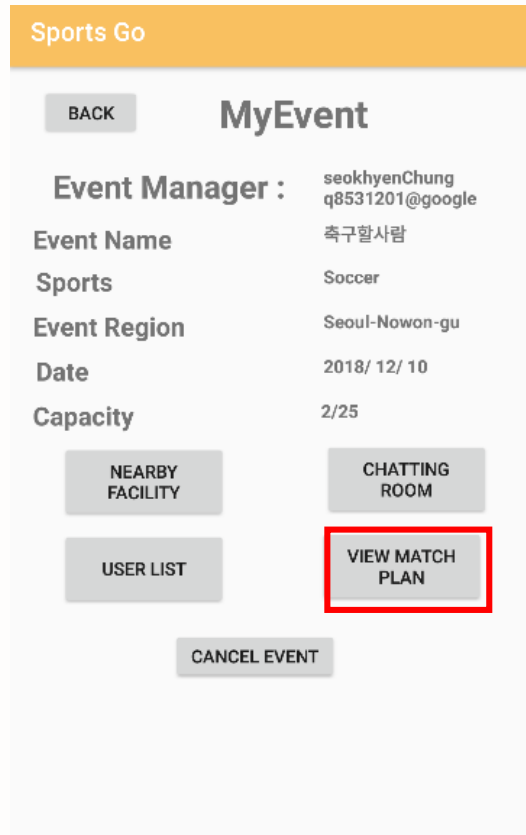 Sports Go
BACK
MyEvent
Event Manager :
seokhyenChung
q8531201@google
Event Name
축구할사람
Sports
Soccer
Event Region
Seoul-Nowon-gu
Date
2018/ 12/ 10
Capacity
2/25
NEARBY
FACILITY
CHATTING
ROOM
USER LIST
VIEW MATCH
PLAN
CANCEL EVENT